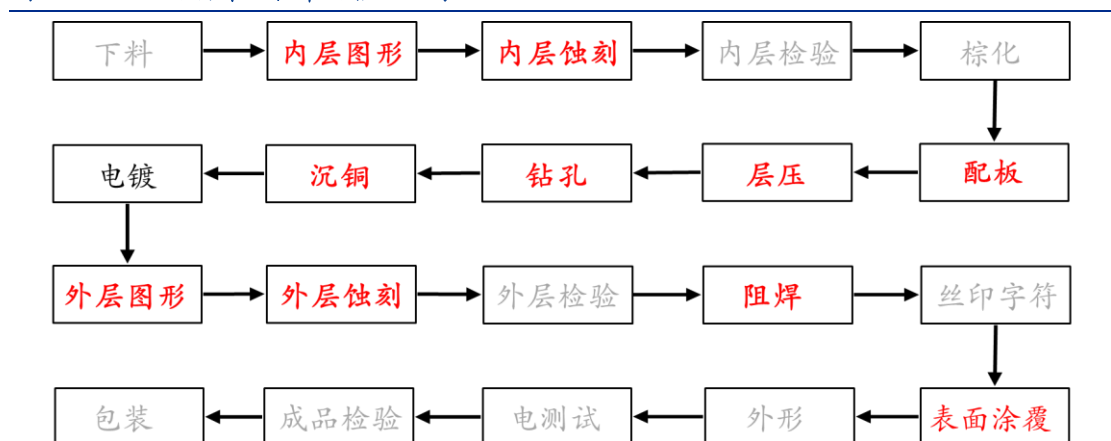 下料 内层图形 内层蚀刻 内层检验 棕化
电镀 沉铜 钻孔 层压 配板
外层图形 外层蚀刻 外层检验 阻焊 丝印字符
包装 成品检验 电测试 外形 表面涂覆